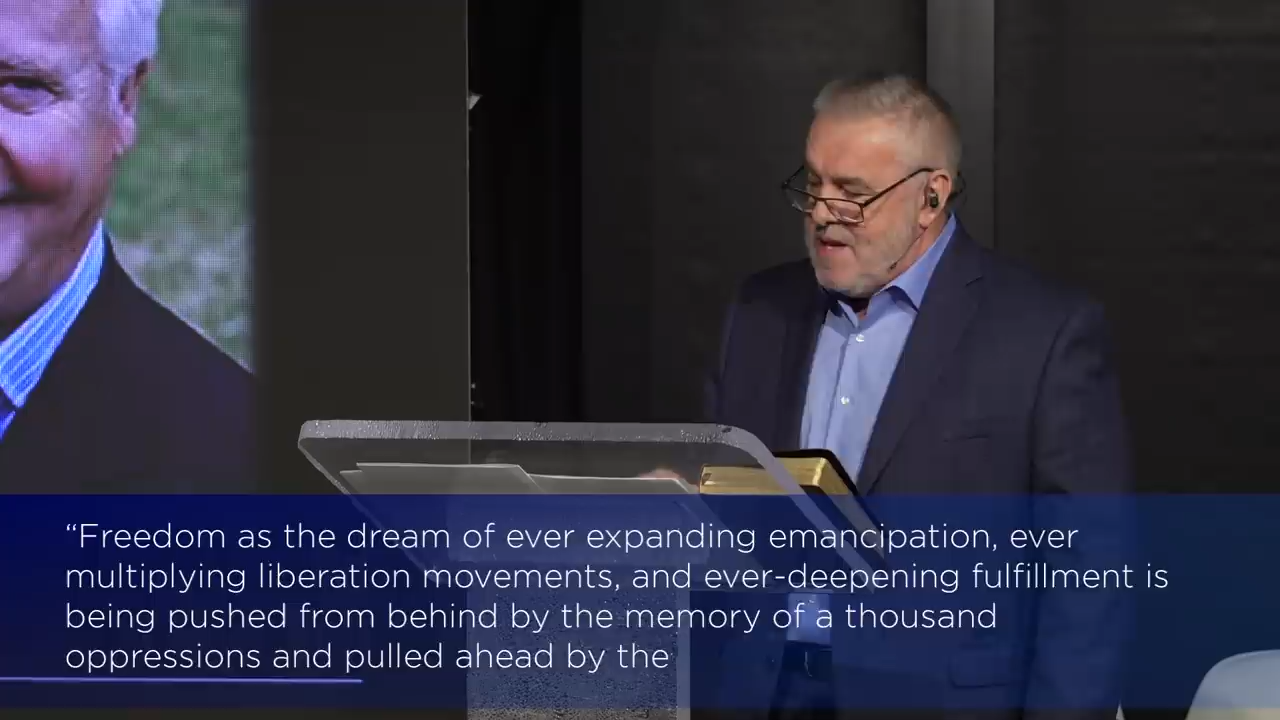 “Freedom as the dream of ever expanding emancipation, ever
multiplying liberation movements, and ever-deepening fulfillment is
being pushed from behind by the memory of a thousand
oppressions and pulled ahead by the